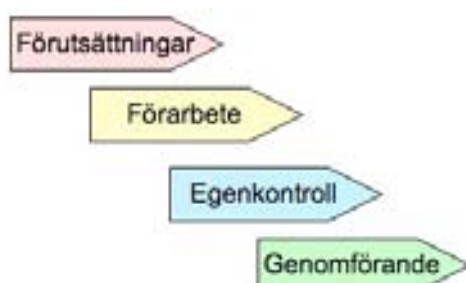 Förutsättningar
Förarbete
Egenkontroll
Genomförande